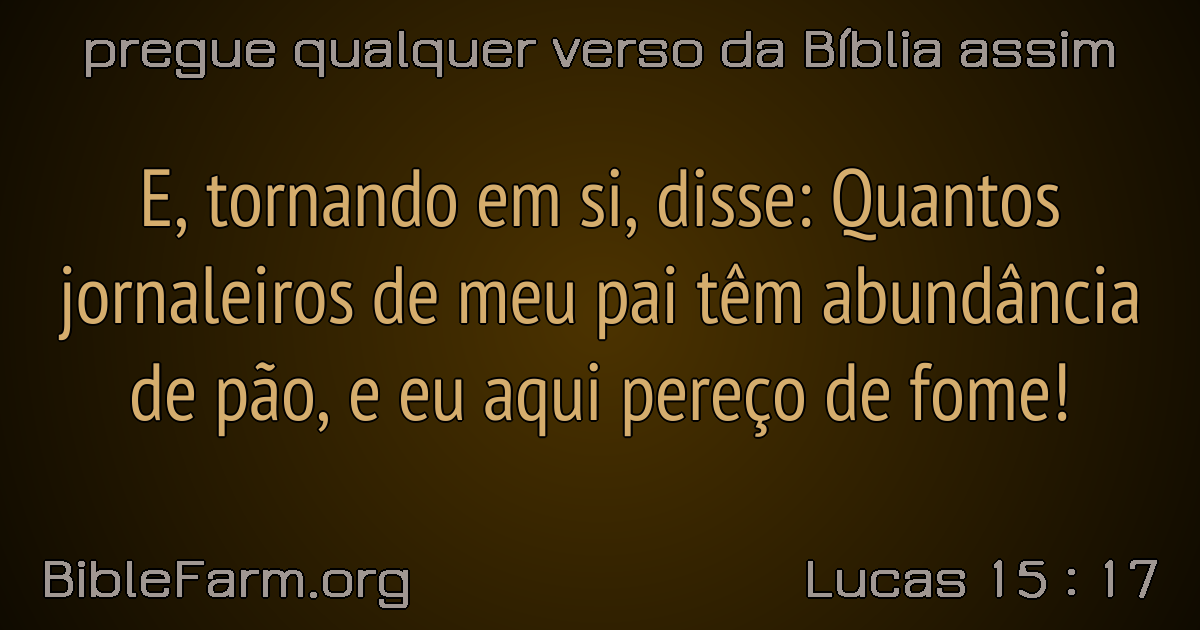 pregue qualquer verso da Bíblia assim
E, tornando em si, disse: Quantos
jornaleiros de meu pai têm abundância
de pão, e eu aqui pereço de fome!
BibleFarm.org
Lucas 15 : 17